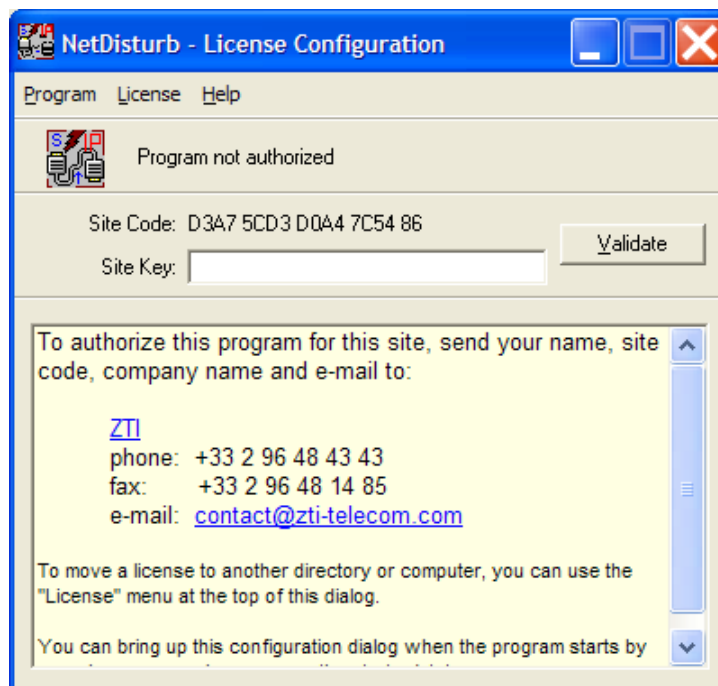 NetDisturb - License Configuration
Program License Help
Program not authorized
Site Code: D3A7 5CD3 D0A4 7C54 86
Validate
Site Key:
To authorize this program for this site, send your name, site
code, company name and e-mail to:
ZTI
phone: +33 2 96 48 43 43
fax: +33 2 96 48 14 85
e-mail: contact@zti-telecom.com
To move a license to another directory or computer, you can use the
"License" menu at the top of this dialog.
You can bring up this configuration dialog when the program starts by